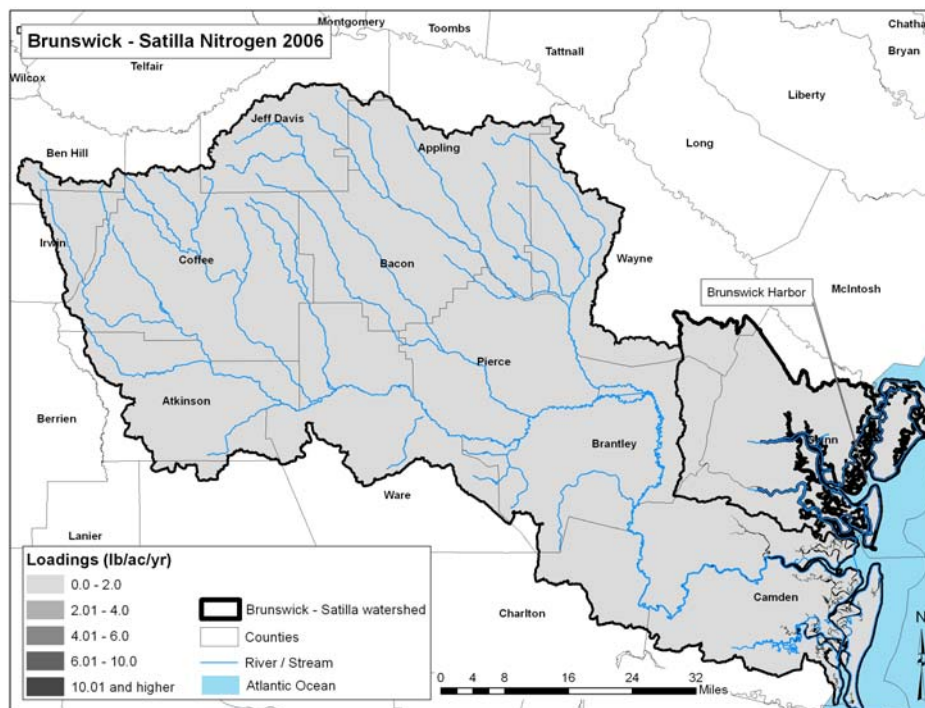 Brunswick - Satilla Nitrogen 2006
Montgomery
Toombs
Chatha
Bryan
Tattnall
Telfair
Wilcox
Liberty
Jeff Davis
Appling
Long
Ben Hill
Irwin
Coffee
Bacon
Wayne
Brunswick Harbor
McIntosh
Pierce
Atkinson
Berrien
Brantley
Glynn
Ware
Lanier
Charlton
Camden
Loadings (lb/ac/yr)
0.0 - 2.0
2.01 - 4.0
4.01 - 6.0
6.01 - 10.0
10.01 and higher
Brunswick - Satilla watershed
Counties
River / Stream
Atlantic Ocean
N
0 4 8 16 24 32
Miles